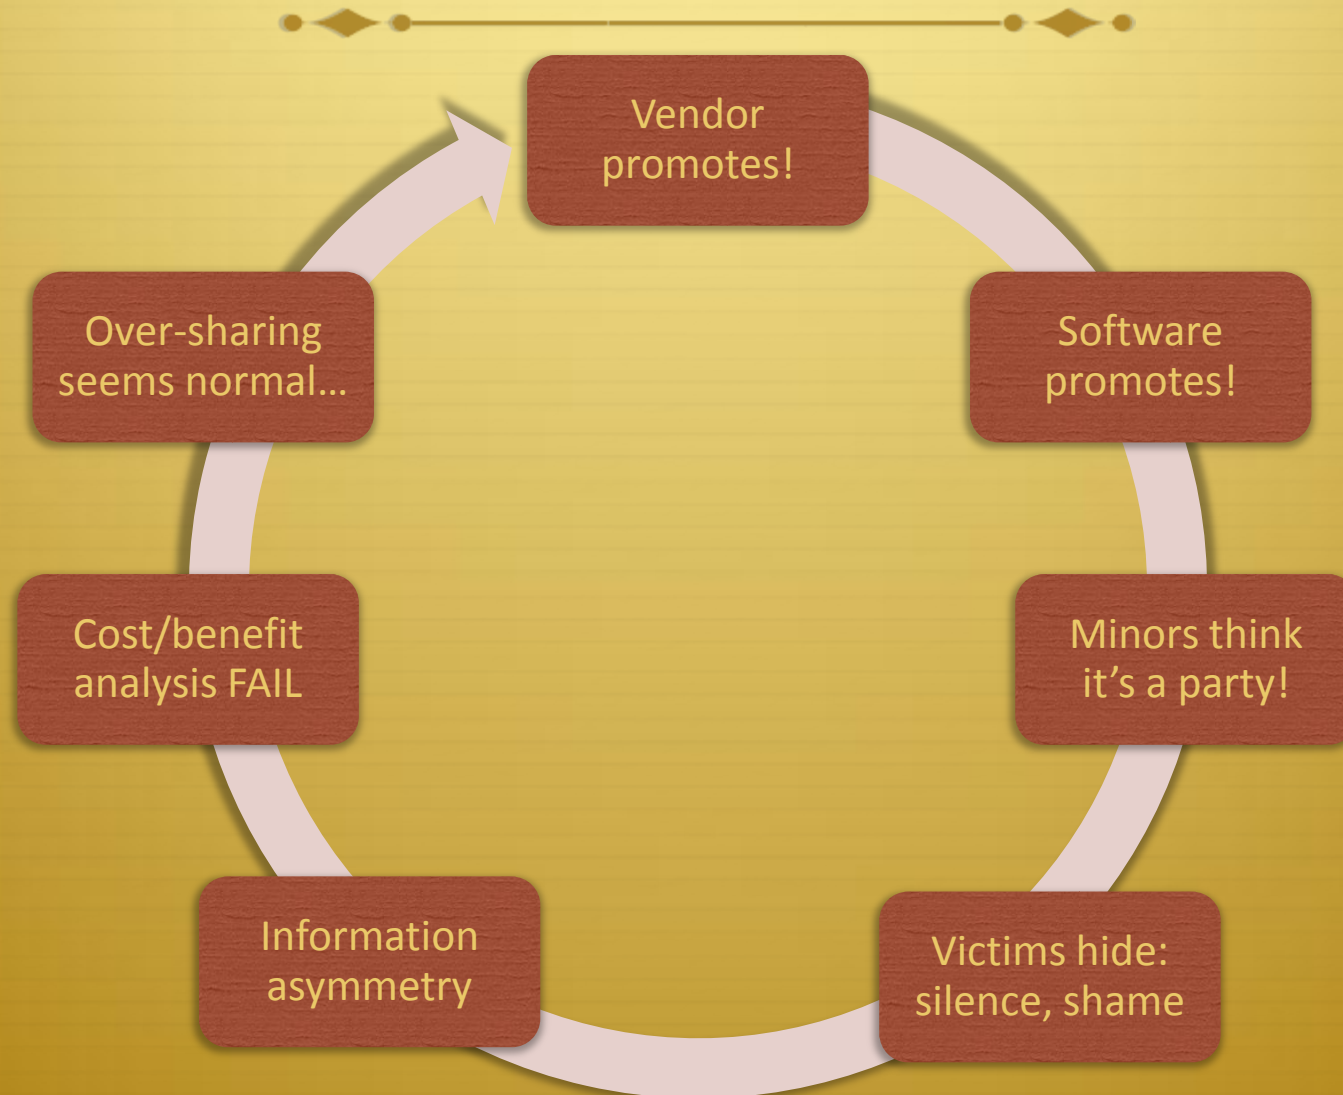 Vendor
promotes!
Software
promotes!
Minors think
it’s a party!
Victims hide:
silence, shame
Information
asymmetry
Cost/benefit
analysis FAIL
Over-sharing
seems normal…